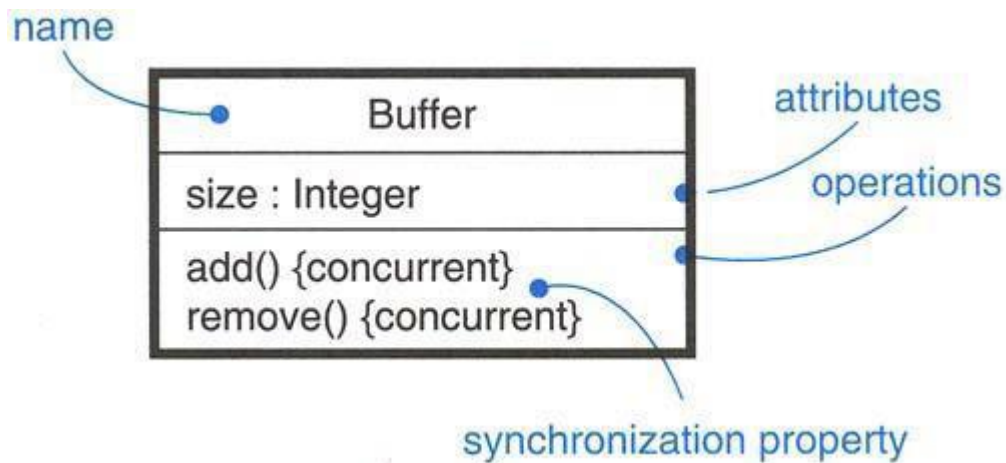 name
Buffer
attributes
size : Integer
operations
add() {concurrent}
remove() {concurrent}
synchronization property